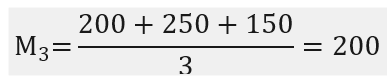 M₃= (200 + 250 + 150) / 3 = 200